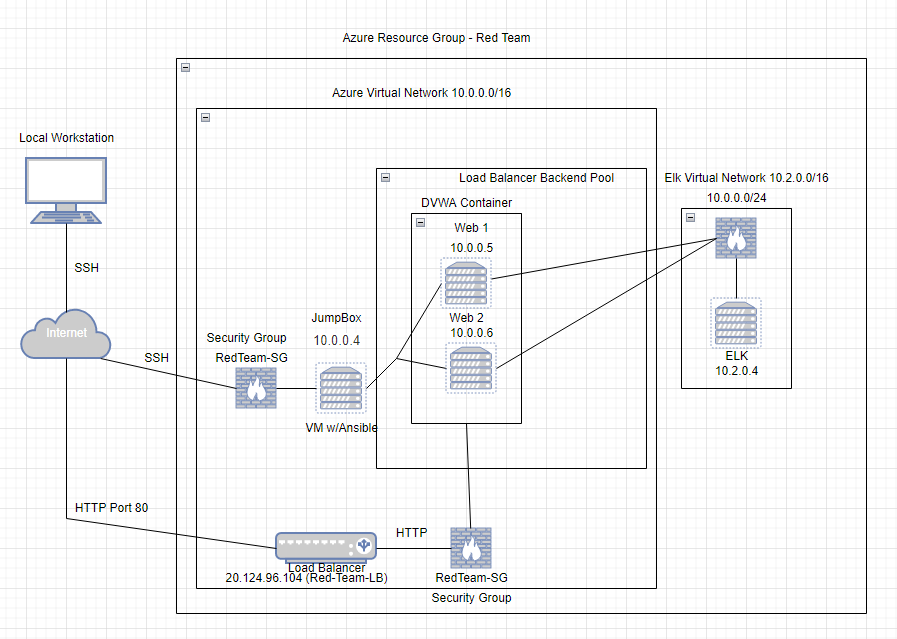 Azure Resource Group - Red Team
Azure Virtual Network 10.0.0.0/16
Local Workstation
Load Balancer Backend Pool
Elk Virtual Network 10.2.0.0/16
10.0.0.0/24
DVWA Container
Web 1
10.0.0.5
SSH
Web 2
10.0.0.6
Internet
JumpBox
10.0.0.4
Security Group
RedTeam-SG
SSH
ELK
10.2.0.4
VM w/Ansible
HTTP Port 80
HTTP
Load Balancer
20.124.96.104 (Red-Team-LB)
RedTeam-SG
Security Group